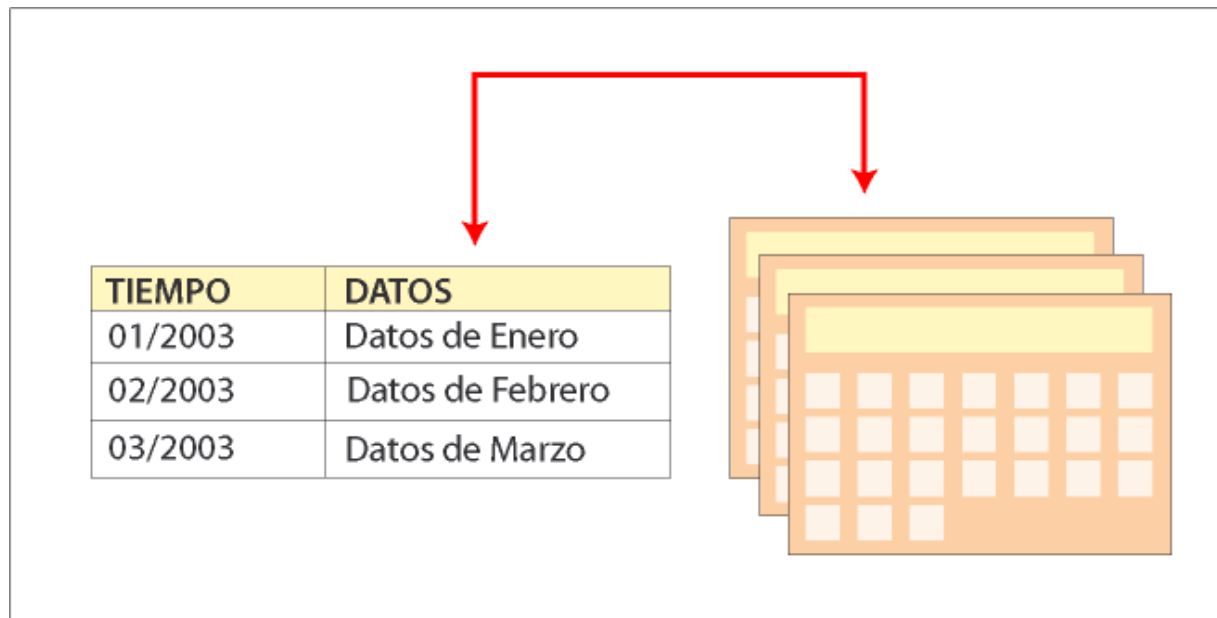 TIEMPO DATOS
01/2003 Datos de Enero
02/2003 Datos de Febrero
03/2003 Datos de Marzo